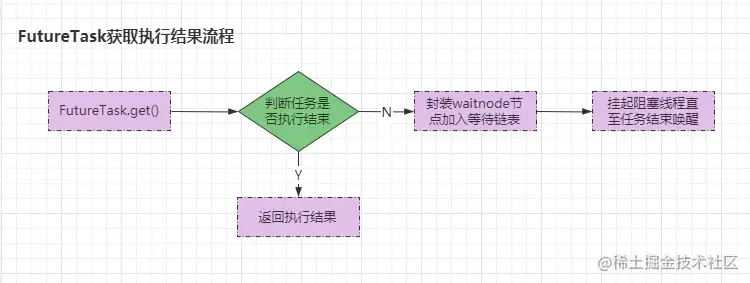 FutureTask获取执行结果流程
FutureTask.get()
判断任务是
否执行结束
N
封装waitnode节
点加入等待链表
挂起阻塞线程直
至任务结束唤醒
Y
返回执行结果
@稀土掘金技术社区